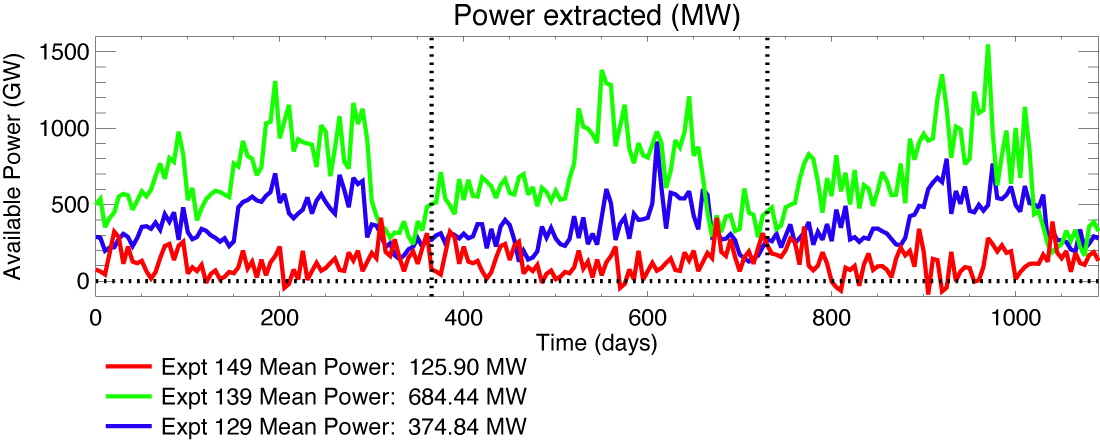 Power extracted (MW)
Available Power (GW)
1500
1000
500
0
0
200
400
600
800
1000
Time (days)
Expt 149 Mean Power: 125.90 MW
Expt 139 Mean Power: 684.44 MW
Expt 129 Mean Power: 374.84 MW